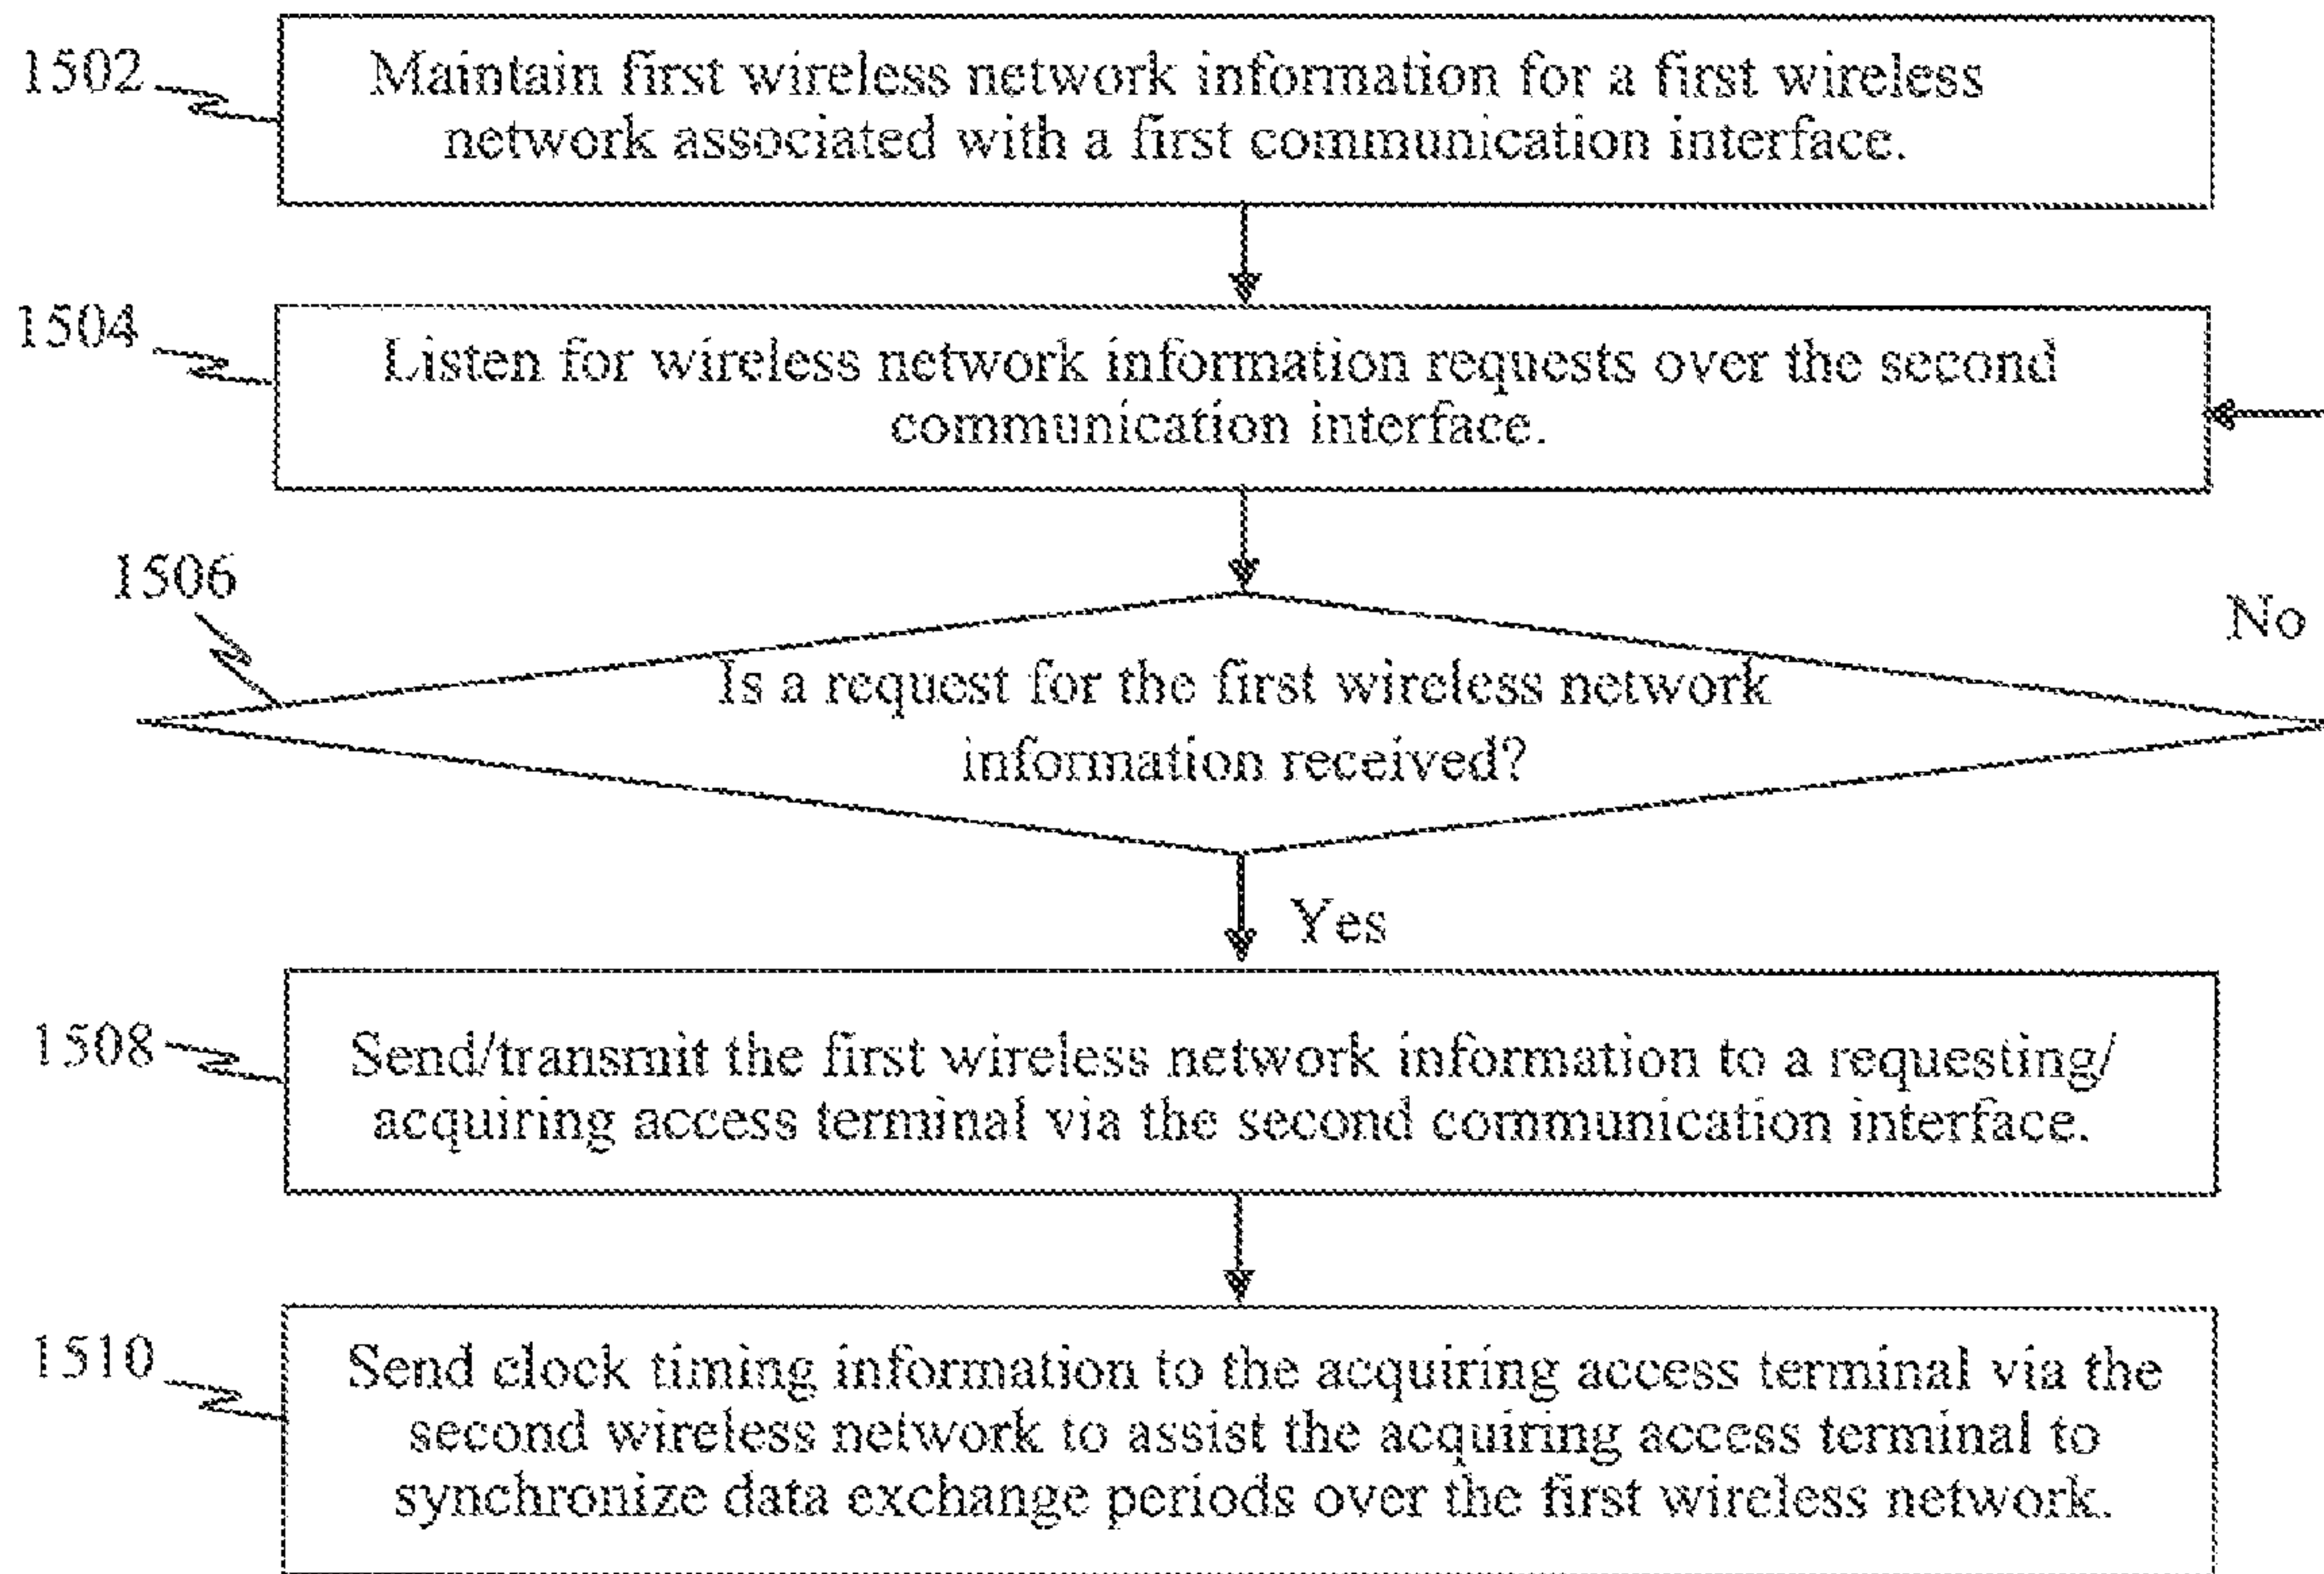 1502
Maintain first wireless network information for a first wireless
network associated with a first communication interface.
1504
Listen for wireless network information requests over the second
communication interface.
1506
No
Is a request for the first wireless network
information received?
Yes
1508
Send/transmit the first wireless network information to a requesting/
acquiring access terminal via the second communication interface.
1510
Send clock timing information to the acquiring access terminal via the
second wireless network to assist the acquiring access terminal to
synchronize data exchange periods over the first wireless network.